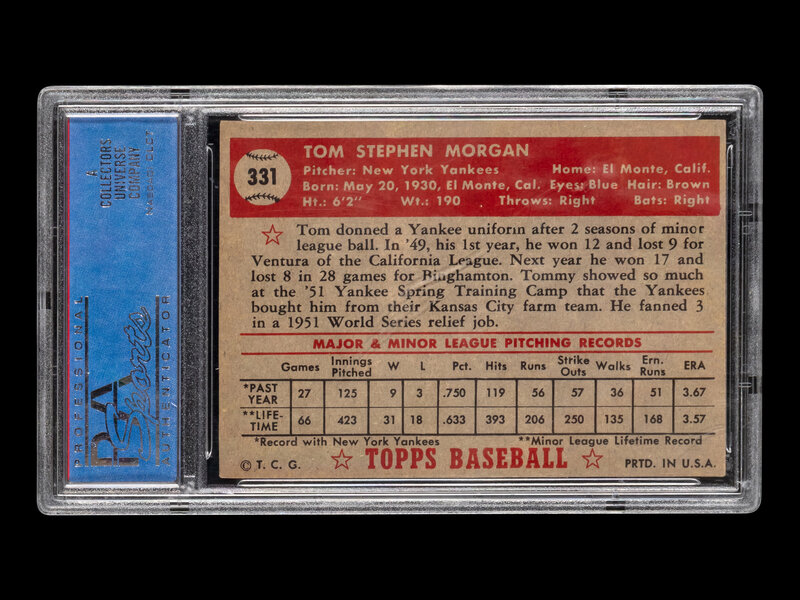 A
COLLECTORS
UNIVERSE
COMPANY
PROFESSIONAL
PSA
Sports
AUTHENTICATOR
331
TOM STEPHEN MORGAN
Pitcher: New York Yankees Home: El Monte, Calif.
Born: May 20, 1930, El Monte, Cal. Eyes: Blue Hair: Brown
Ht.: 6'2" Wt.: 190 Throws: Right Bats: Right
Tom donned a Yankee uniform after 2 seasons of minor
league ball. In '49, his 1st year, he won 12 and lost 9 for
Ventura of the California League. Next year he won 17 and
lost 8 in 28 games for Binghamton. Tommy showed so much
at the '51 Yankee Spring Training Camp that the Yankees
bought him from their Kansas City farm team. He fanned 3
in a 1951 World Series relief job.
MAJOR & MINOR LEAGUE PITCHING RECORDS
Games Innings Pitched W L Pct. Hits Runs Strike Outs Walks Ern. Runs ERA
*PAST YEAR 27 125 9 3 .750 119 56 57 36 51 3.67
**LIFE-TIME 66 423 31 18 .633 393 206 250 135 168 3.57
*Record with New York Yankees **Minor League Lifetime Record
© T.C.G. TOPPS BASEBALL PRTD. IN U.S.A.